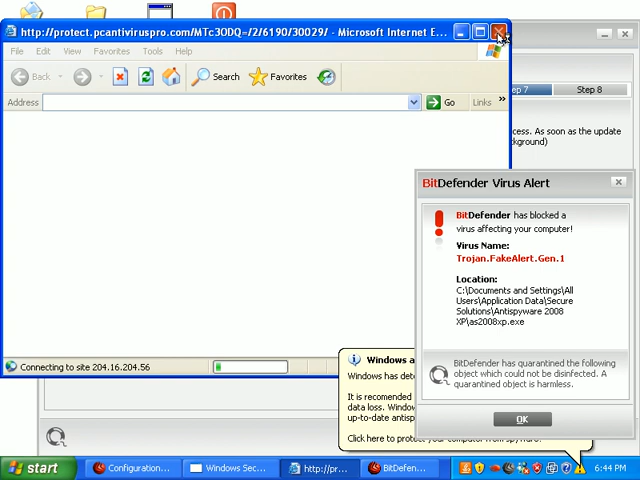 http://protect.pcantiviruspro.com/MTc3ODQ=/2/6190/30029/ - Microsoft Internet E...
File Edit View Favorites Tools Help
Back Search Favorites
Address Go Links »
ep 7 Step 8
cess. As soon as the update
kground)
BitDefender Virus Alert
BitDefender has blocked a
virus affecting your computer!
Virus Name:
Trojan.FakeAlert.Gen.1
Location:
C:\Documents and Settings\All
Users\Application Data\Secure
Solutions\Antispyware 2008
XP\as2008xp.exe
BitDefender has quarantined the following
object which could not be disinfected. A
quarantined object is harmless.
OK
Connecting to site 204.16.204.56
Windows a
Windows has dete
It is recomended
data loss. Window
up-to-date antisp
Click here to protect your computer from spyware!
start Configuration... Windows Sec... http://pr... BitDefen... 6:44 PM